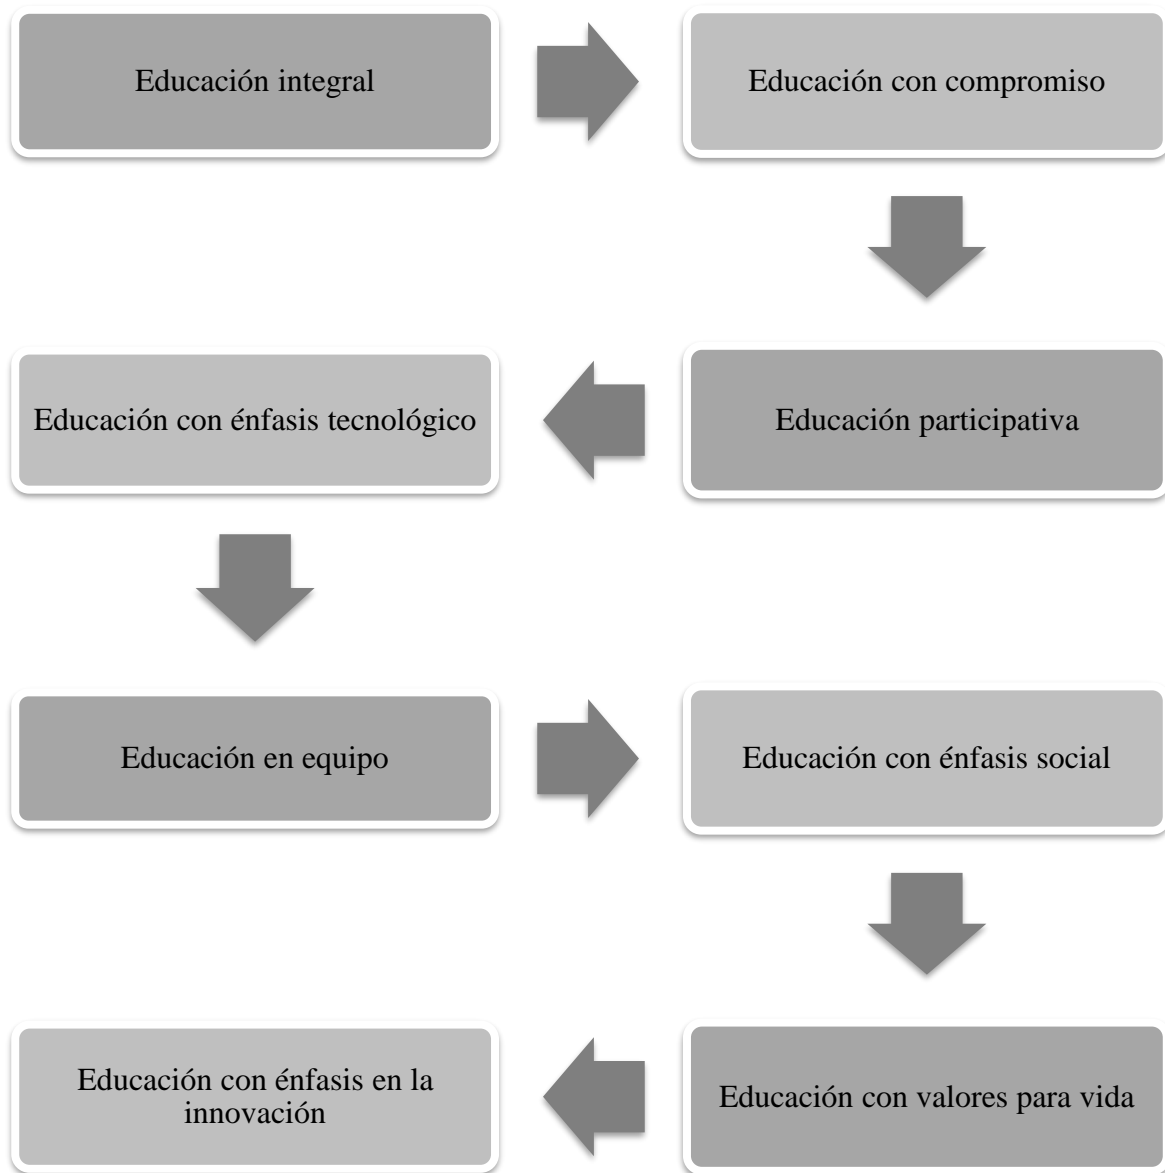 Educación integral
Educación con compromiso
Educación participativa
Educación con énfasis tecnológico
Educación en equipo
Educación con énfasis social
Educación con valores para vida
Educación con énfasis en la
innovación